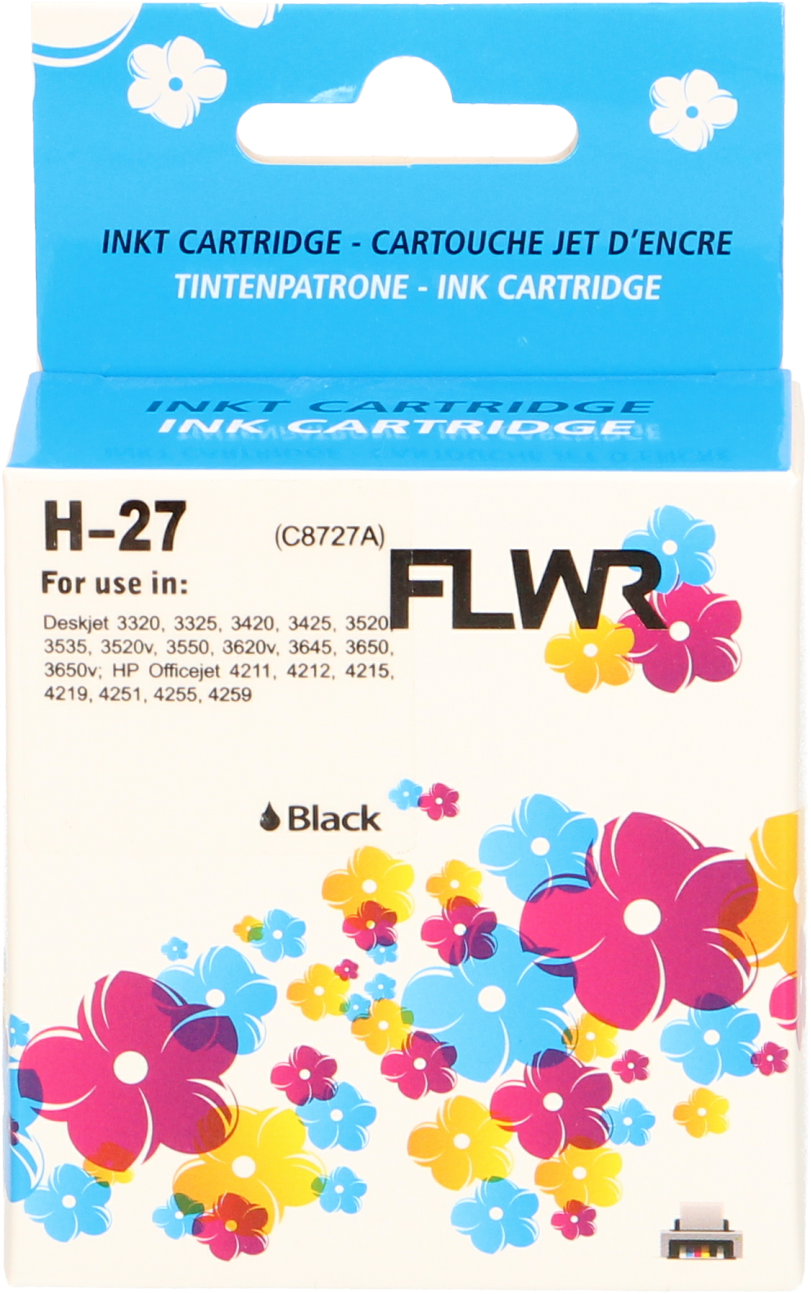 INKT CARTRIDGE - CARTOUCHE JET D'ENCRE
TINTENPATRONE - INK CARTRIDGE
INKT CARTRIDGE
INK CARTRIDGE
H-27 (C8727A)
FLWR
For use in:
Deskjet 3320, 3325, 3420, 3425, 3520,
3535, 3520v, 3550, 3620v, 3645, 3650,
3650v; HP Officejet 4211, 4212, 4215,
4219, 4251, 4255, 4259
Black